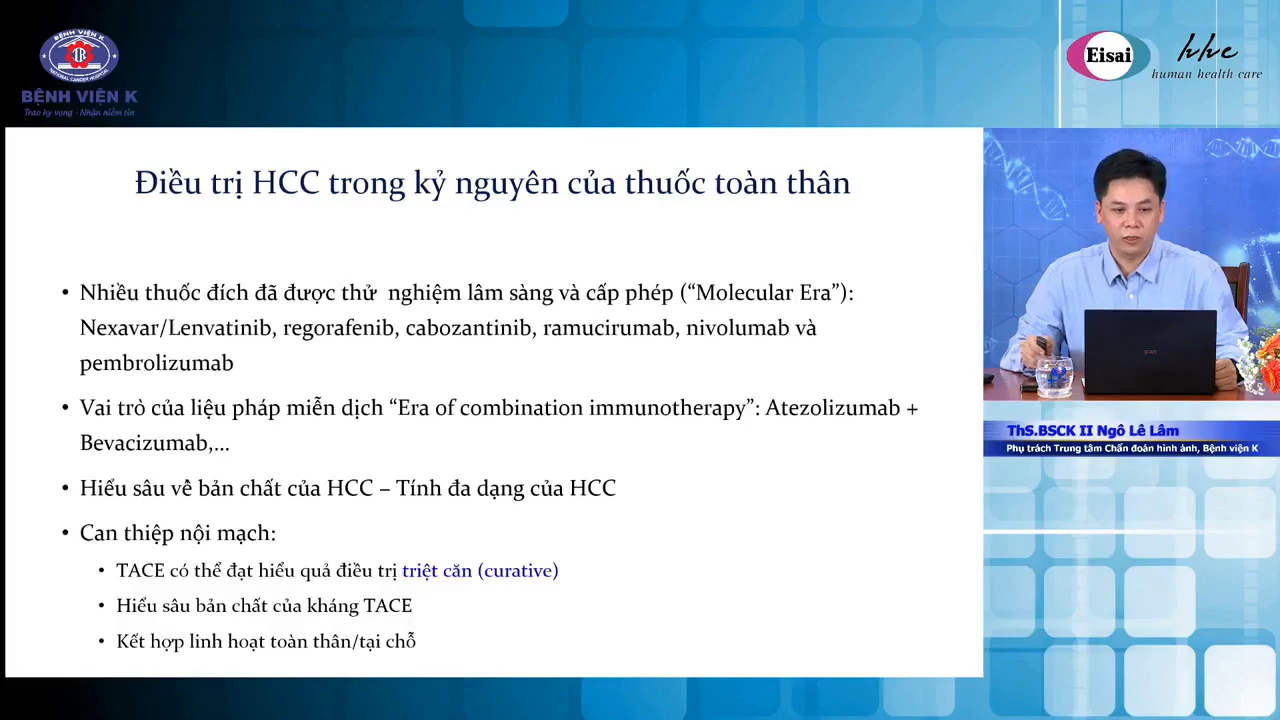 BỆNH VIỆN K
NATIONAL CANCER HOSPITAL
BỆNH VIỆN K
Trao hy vọng - Nhận niềm tin
Eisai
hhc
human health care
Điều trị HCC trong kỷ nguyên của thuốc toàn thân
• Nhiều thuốc đích đã được thử nghiệm lâm sàng và cấp phép (“Molecular Era”):
Nexavar/Lenvatinib, regorafenib, cabozantinib, ramucirumab, nivolumab và
pembrolizumab
• Vai trò của liệu pháp miễn dịch “Era of combination immunotherapy”: Atezolizumab +
Bevacizumab,...
• Hiểu sâu về bản chất của HCC – Tính đa dạng của HCC
• Can thiệp nội mạch:
• TACE có thể đạt hiểu quả điều trị triệt căn (curative)
• Hiểu sâu bản chất của kháng TACE
• Kết hợp linh hoạt toàn thân/tại chỗ
gram
ThS.BSCK II Ngô Lê Lâm
Phụ trách Trung tâm Chẩn đoán hình ảnh, Bệnh viện K